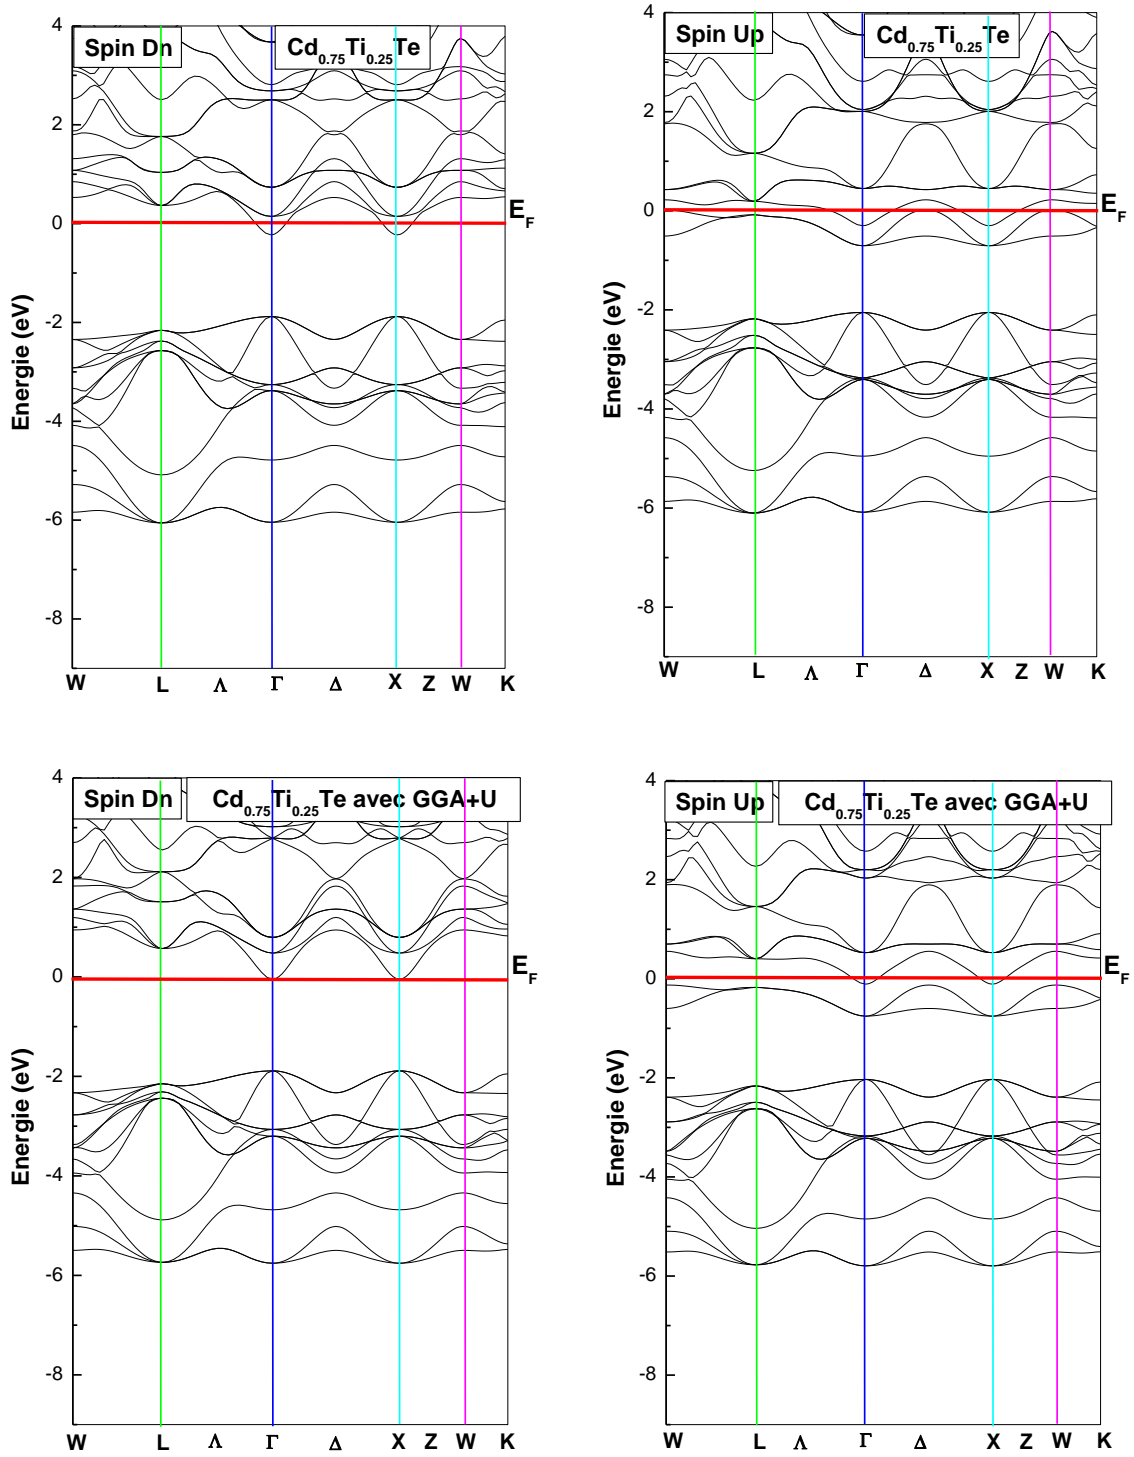 Spin Dn
Cd0.75Ti0.25Te
4
2
0
-2
-4
-6
-8
EF
Energie (eV)
W L Λ Γ Δ X Z W K
Spin Up
Cd0.75Ti0.25Te
4
2
0
-2
-4
-6
-8
EF
Energie (eV)
W L Λ Γ Δ X Z W K
Spin Dn
Cd0.75Ti0.25Te avec GGA+U
4
2
0
-2
-4
-6
-8
EF
Energie (eV)
W L Λ Γ Δ X Z W K
Spin Up
Cd0.75Ti0.25Te avec GGA+U
4
2
0
-2
-4
-6
-8
EF
Energie (eV)
W L Λ Γ Δ X Z W K